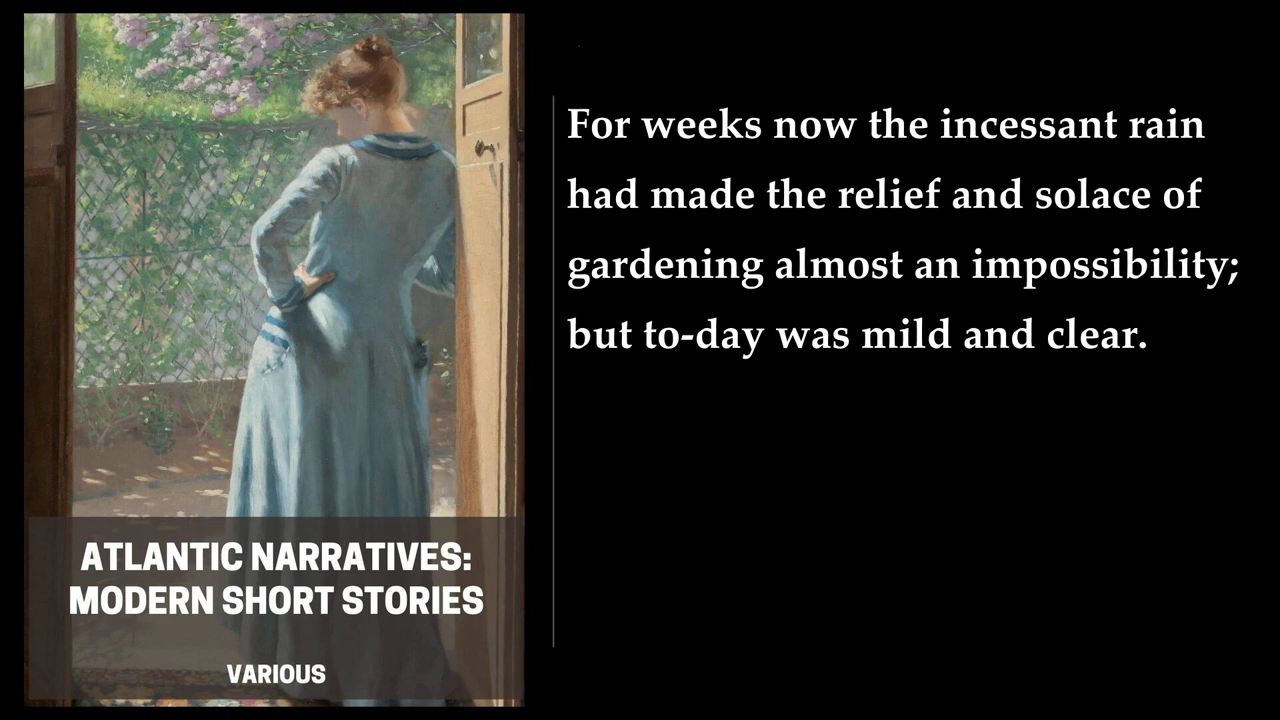 For weeks now the incessant rain
had made the relief and solace of
gardening almost an impossibility;
but to-day was mild and clear.
ATLANTIC NARRATIVES:
MODERN SHORT STORIES
VARIOUS